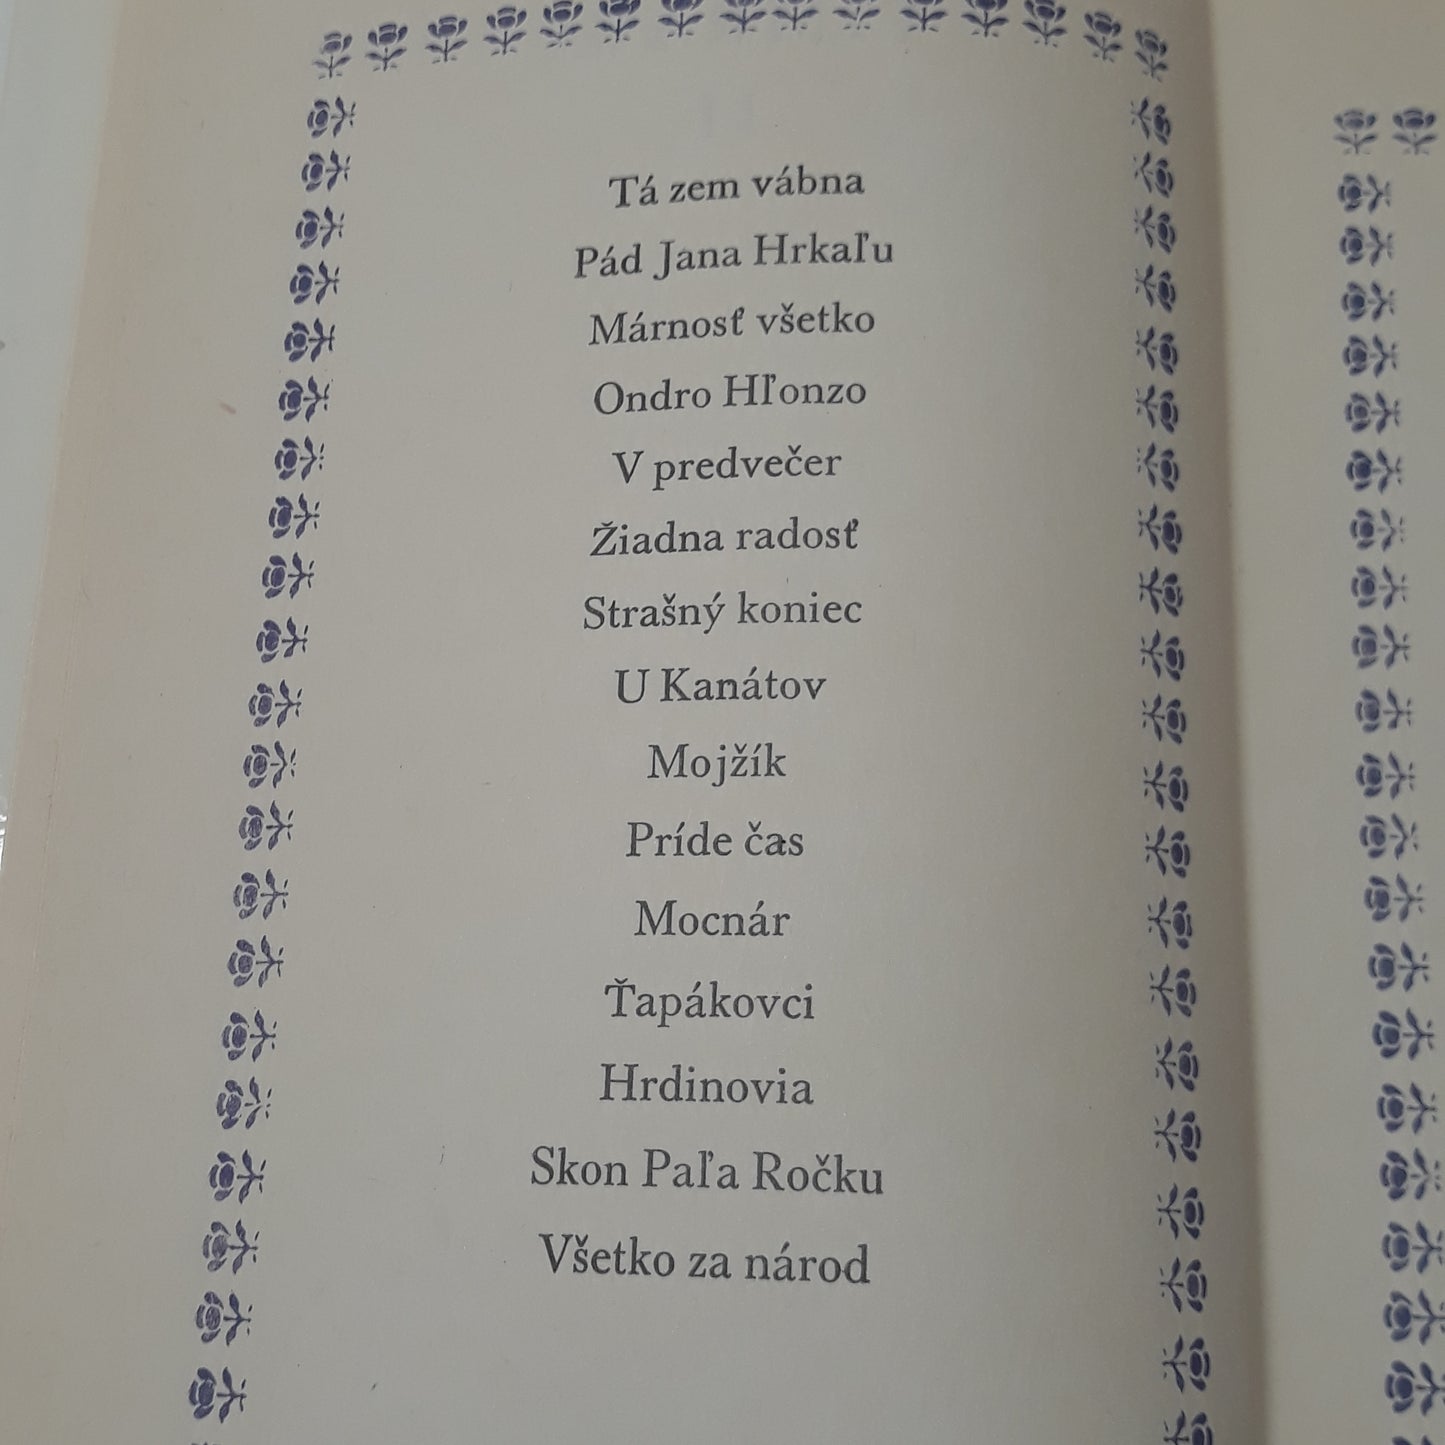 Tá zem vábna
Pád Jana Hrkaľu
Márnosť všetko
Ondro Hľonzo
V predvečer
Žiadna radosť
Strašný koniec
U Kanátov
Mojžík
Príde čas
Mocnár
Ťapákovci
Hrdinovia
Skon Paľa Ročku
Všetko za národ